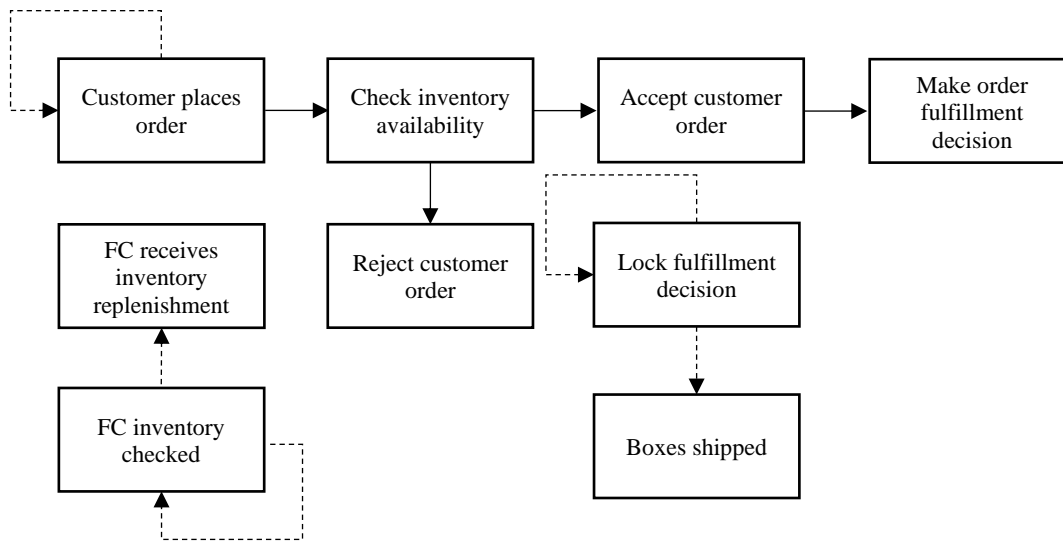 Customer places
order
Check inventory
availability
Accept customer
order
Make order
fulfillment
decision
FC receives
inventory
replenishment
Reject customer
order
Lock fulfillment
decision
FC inventory
checked
Boxes shipped